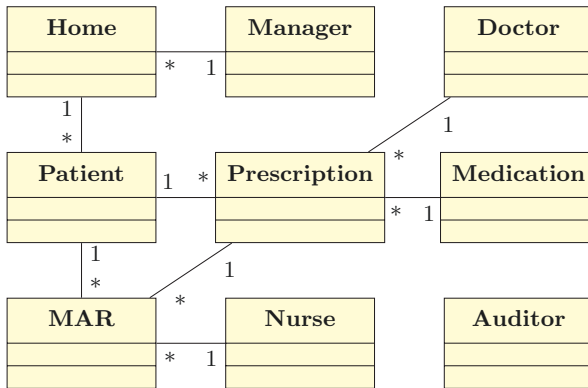 Home Manager Doctor
* 1
1 1
* *
Patient 1 * Prescription Medication
* 1
1 1
* *
MAR Nurse Auditor
* 1